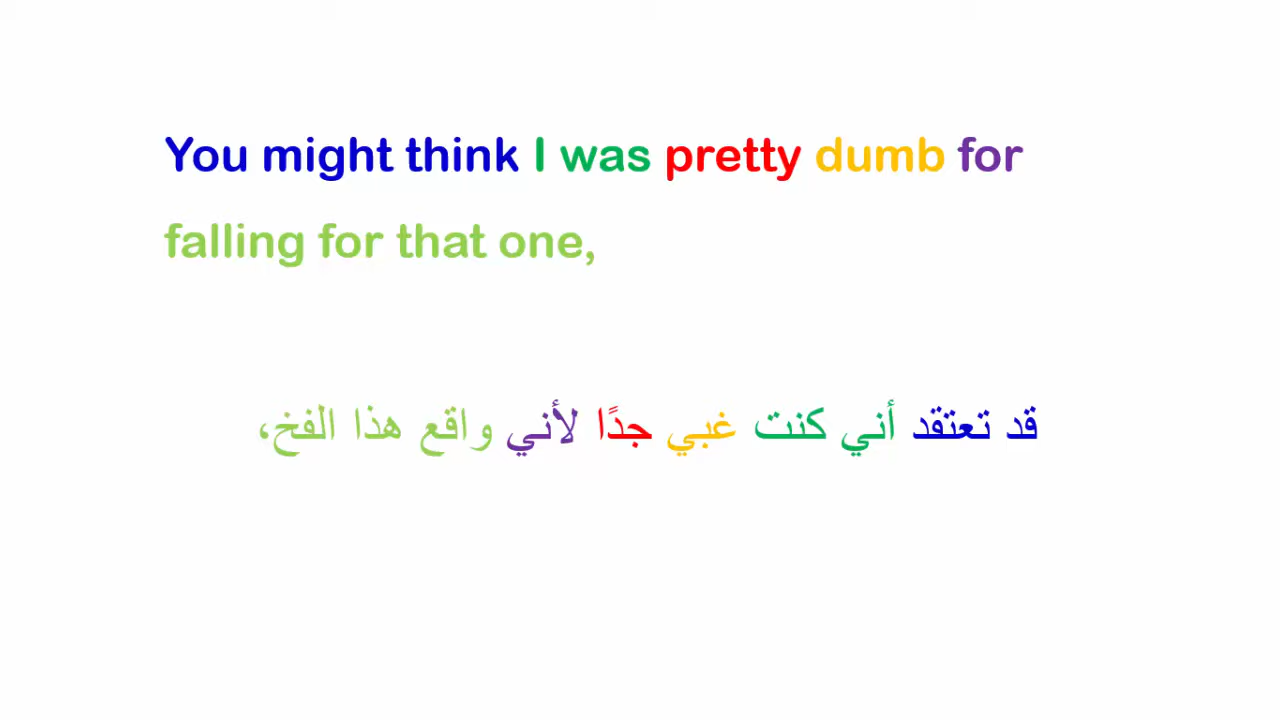 You might think I was pretty dumb for
falling for that one,
قد تعتقد أني كنت غبي جدًا لأني واقع هذا الفخ،